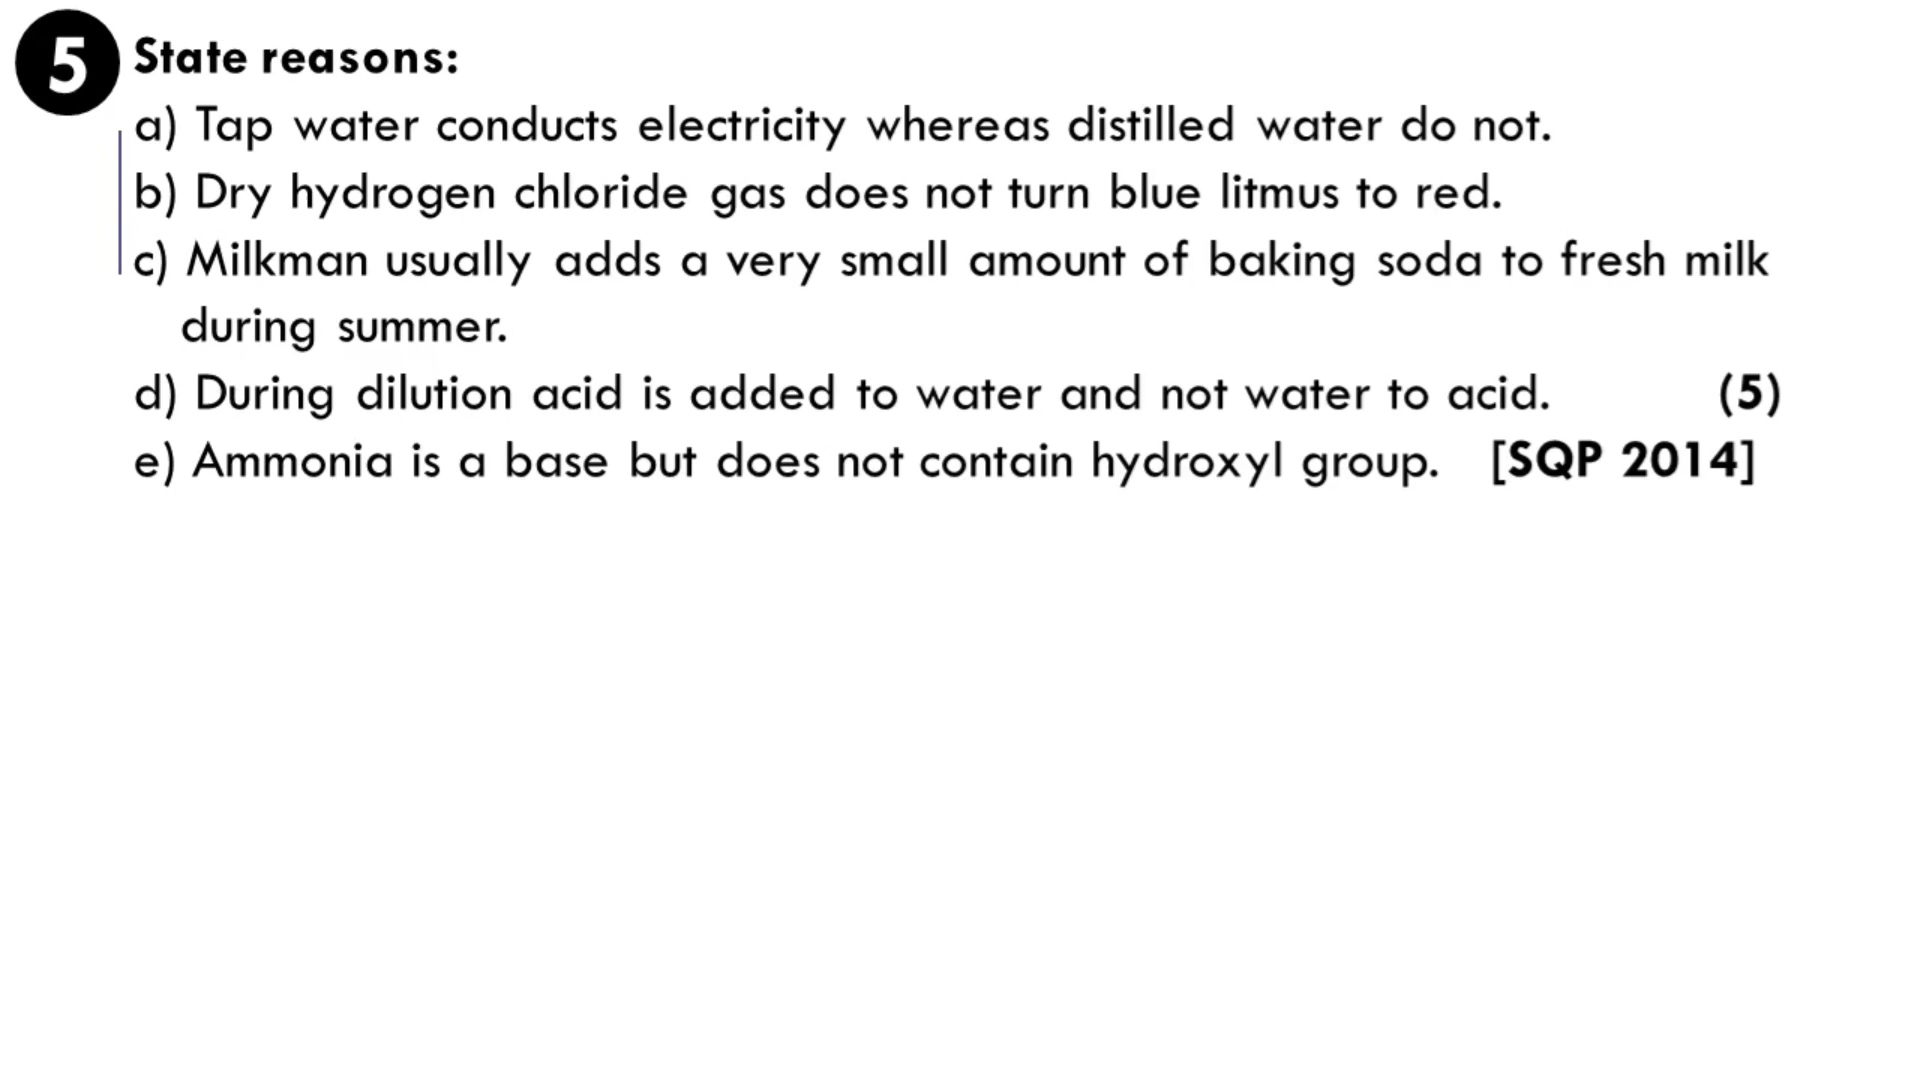 5 State reasons:
a) Tap water conducts electricity whereas distilled water do not.
b) Dry hydrogen chloride gas does not turn blue litmus to red.
c) Milkman usually adds a very small amount of baking soda to fresh milk
during summer.
d) During dilution acid is added to water and not water to acid. (5)
e) Ammonia is a base but does not contain hydroxyl group. [SQP 2014]